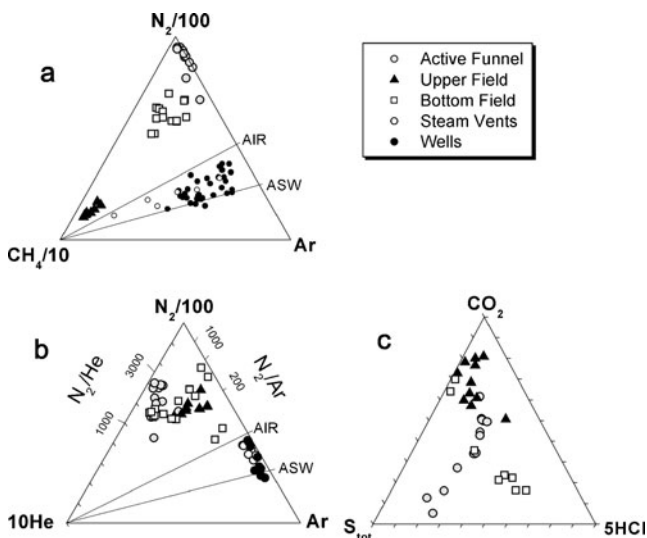 N2/100
a
AIR
ASW
CH4/10
Ar
Active Funnel
Upper Field
Bottom Field
Steam Vents
Wells
N2/100
b
N2/He
3000
1000
1000
200
N2/Ar
AIR
ASW
10He
Ar
CO2
c
Stot
5HCl